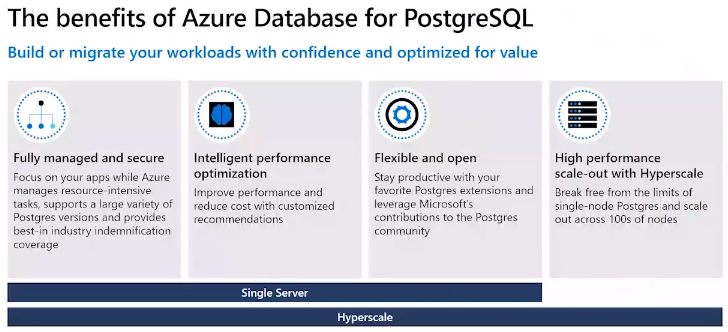 The benefits of Azure Database for PostgreSQL
Build or migrate your workloads with confidence and optimized for value
Fully managed and secure
Focus on your apps while Azure
manages resource-intensive
tasks, supports a large variety of
Postgres versions and provides
best-in industry indemnification
coverage
Intelligent performance
optimization
Improve performance and
reduce cost with customized
recommendations
Flexible and open
Stay productive with your
favorite Postgres extensions and
leverage Microsoft's
contributions to the Postgres
community
High performance
scale-out with Hyperscale
Break free from the limits of
single-node Postgres and scale
out across 100s of nodes
Single Server
Hyperscale